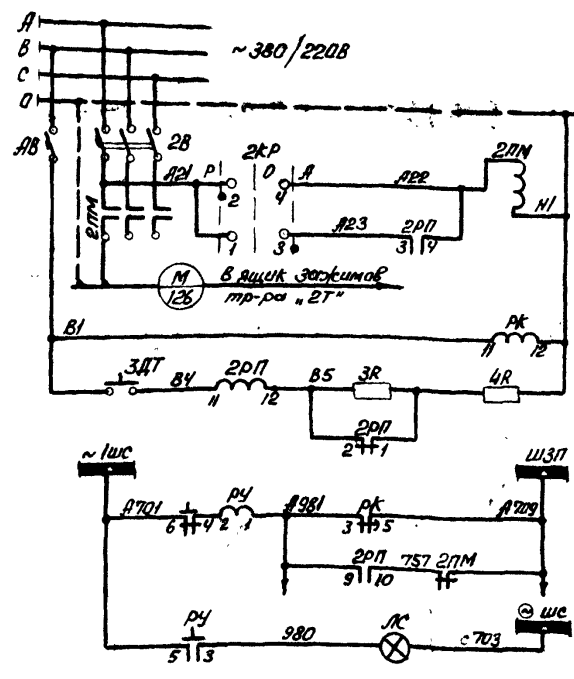 А
В
~380/220В
С
0
АВ
2В
2КР
2ПМ
А21
Р
О
А
А22
2
4
2ПМ
N1
А23
2РП
1
3
3 4
М
126
В ящик зажимов
тр-ра „2Т"
В1
РК
11 12
3ДТ
В4
2РП
В5
3R
4R
11 12
2РП
2 1
~1шс
ШЗП
А701
РУ
А981
РК
А709
6 4
2 1
3 5
2РП
757 2ПМ
9 10
~ шс
РУ
980
ЛС
с703
5 3